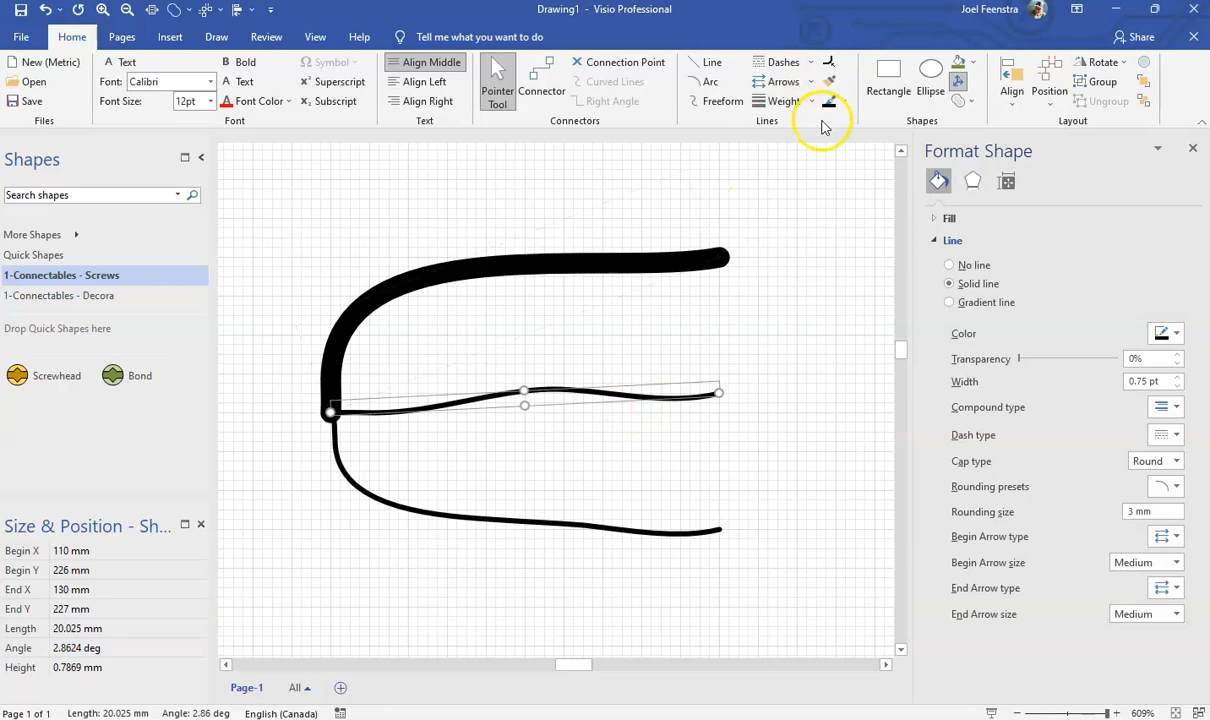 Drawing1 - Visio Professional
Joel Feenstra
File Home Pages Insert Draw Review View Help Tell me what you want to do Share
New (Metric)
Open
Save
Files
Text Bold Symbol
Font: Calibri Text Superscript
Font Size: 12pt Font Color Subscript
Font
Align Middle
Align Left
Align Right
Text
Pointer Tool
Connector
Connection Point
Curved Lines
Right Angle
Connectors
Line Dashes
Arc Arrows
Freeform Weight
Lines
Rectangle Ellipse
Shapes
Align Position
Rotate
Group
Ungroup
Layout
Shapes
Search shapes
More Shapes
Quick Shapes
1-Connectables - Screws
1-Connectables - Decora
Drop Quick Shapes here
Screwhead Bond
Size & Position - Sh...
Begin X 110 mm
Begin Y 226 mm
End X 130 mm
End Y 227 mm
Length 20.025 mm
Angle 2.8624 deg
Height 0.7869 mm
Format Shape
Fill
Line
No line
Solid line
Gradient line
Color
Transparency 0%
Width 0.75 pt
Compound type
Dash type
Cap type Round
Rounding presets
Rounding size 3 mm
Begin Arrow type
Begin Arrow size Medium
End Arrow type
End Arrow size Medium
Page-1 All
Page 1 of 1 Length: 20.025 mm Angle: 2.86 deg English (Canada) 609%